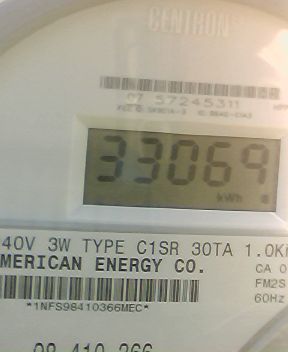 CENTRON
57245311
33069
kWh
40V 3W TYPE C1SR 30TA 1.0K
MERICAN ENERGY CO.
CA 0
FM2S
60Hz
*1NFS98410366MEC*